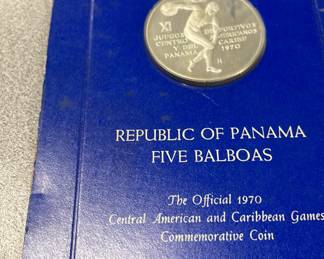 XI DEPORTIVOS
JUEGOS AMERICANOS
CENTRO CARIBE
Y DEL 1970
PANAMA
REPUBLIC OF PANAMA
FIVE BALBOAS
The Official 1970
Central American and Caribbean Games
Commemorative Coin